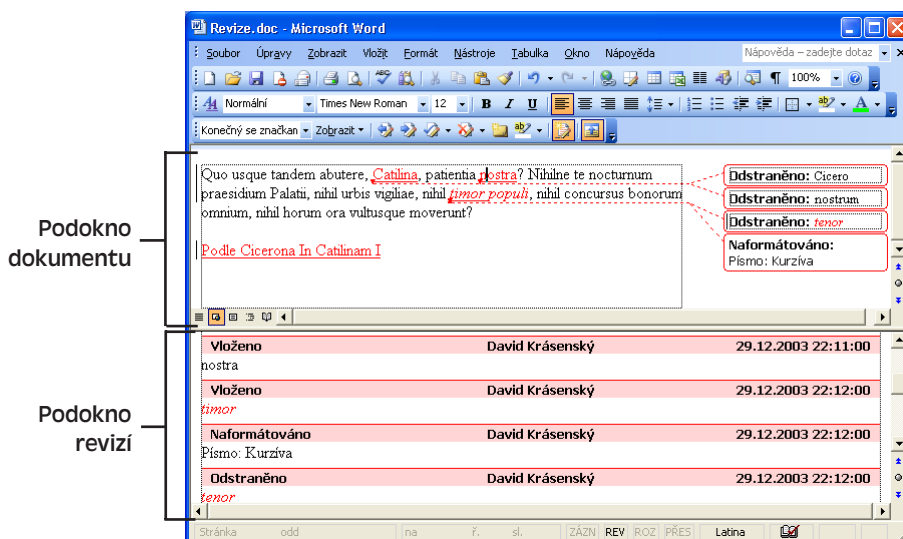 Revize.doc - Microsoft Word
Soubor Úpravy Zobrazit Vložit Formát Nástroje Tabulka Okno Nápověda Nápověda – zadejte dotaz
100%
Normální Times New Roman 12 B I U
Konečný se značkan Zobrazit
Quo usque tandem abutere, Catilina, patientia nostra? Nihilne te nocturnum
praesidium Palatii, nihil urbis vigiliae, nihil timor populi, nihil concursus bonorum
omnium, nihil horum ora vultusque moverunt?
Podle Cicerona In Catilinam I
Odstraněno: Cicero
Odstraněno: nostrum
Odstraněno: tenor
Naformátováno:
Písmo: Kurzíva
Podokno
dokumentu
Vloženo David Krásenský 29.12.2003 22:11:00
nostra
Vloženo David Krásenský 29.12.2003 22:12:00
timor
Naformátováno David Krásenský 29.12.2003 22:12:00
Písmo: Kurzíva
Odstraněno David Krásenský 29.12.2003 22:12:00
tenor
Podokno
revizí
Stránka odd na ř. sl. ZÁZN REV ROZ PŘES Latina